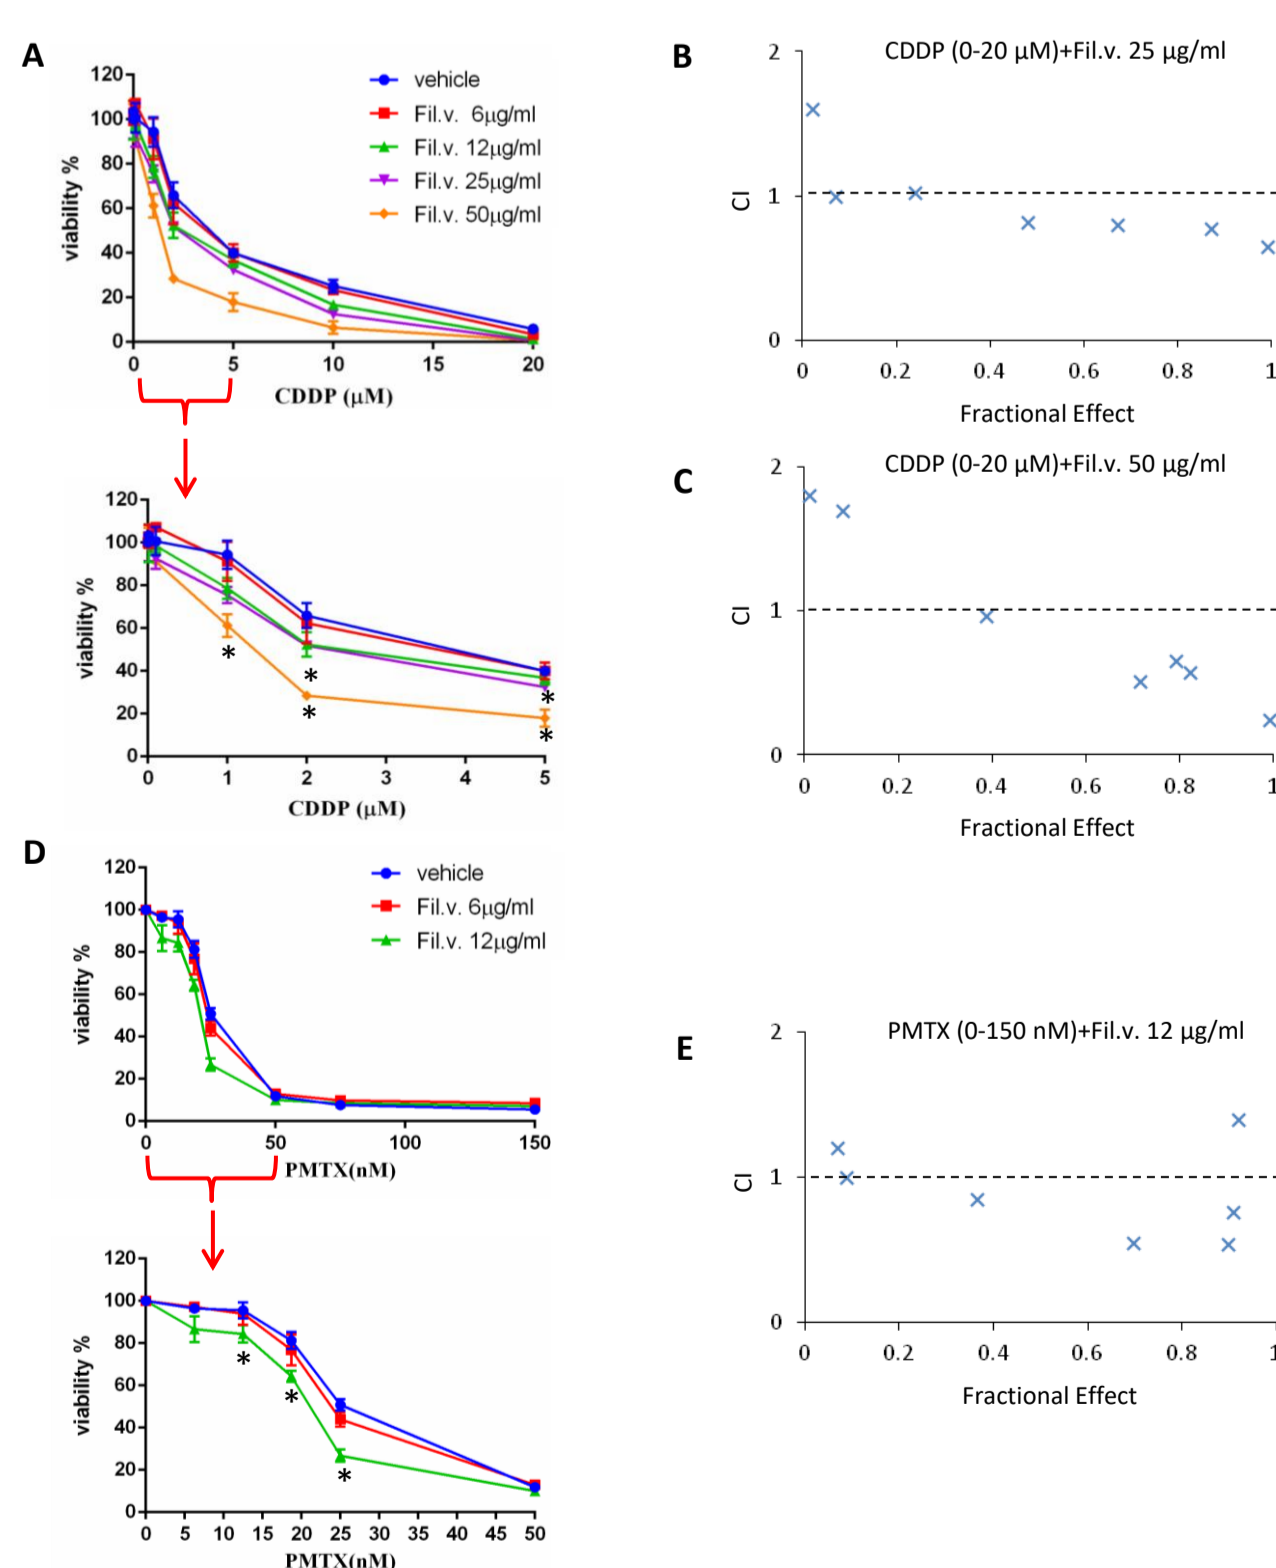 A
120
100
80
60
40
20
0
viability %
vehicle
Fil.v. 6μg/ml
Fil.v. 12μg/ml
Fil.v. 25μg/ml
Fil.v. 50μg/ml
0 5 10 15 20
CDDP (μM)
120
100
80
60
40
20
0
viability %
*
*
*
*
*
0 1 2 3 4 5
CDDP (μM)
B
CDDP (0-20 μM)+Fil.v. 25 μg/ml
2
1
0
CI
0 0.2 0.4 0.6 0.8 1
Fractional Effect
C
CDDP (0-20 μM)+Fil.v. 50 μg/ml
2
1
0
CI
0 0.2 0.4 0.6 0.8 1
Fractional Effect
D
120
100
80
60
40
20
0
viability %
vehicle
Fil.v. 6μg/ml
Fil.v. 12μg/ml
0 50 100 150
PMTX(nM)
120
100
80
60
40
20
0
viability %
*
*
*
0 5 10 15 20 25 30 35 40 45 50
PMTX(nM)
E
PMTX (0-150 nM)+Fil.v. 12 μg/ml
2
1
0
CI
0 0.2 0.4 0.6 0.8 1
Fractional Effect